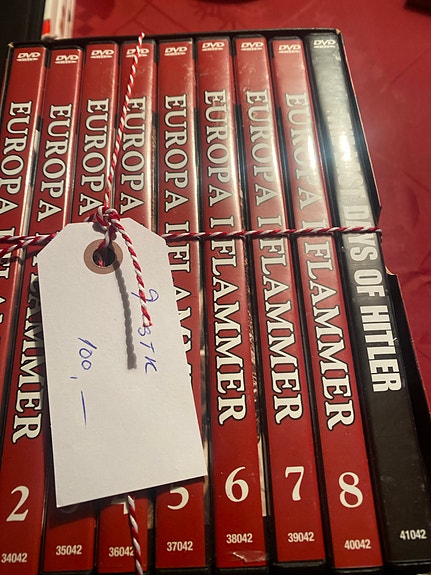 DVD
EUROPA
DVD
EUROPA I FLAMMER
2
34042
DVD
EUROPA
35042
DVD
EUROPA
36042
DVD
EUROPA I
5
37042
DVD
EUROPA I FLAMMER
6
38042
DVD
EUROPA I FLAMMER
7
39042
DVD
EUROPA I FLAMMER
8
40042
DVD
DAYS OF HITLER
41042
9 STK
100,—